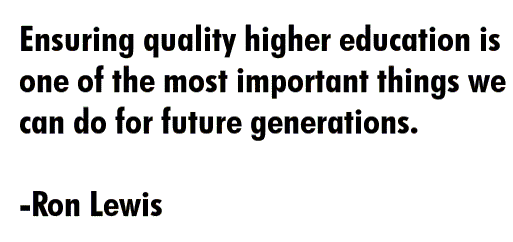 Ensuring quality higher education is
one of the most important things we
can do for future generations.
-Ron Lewis